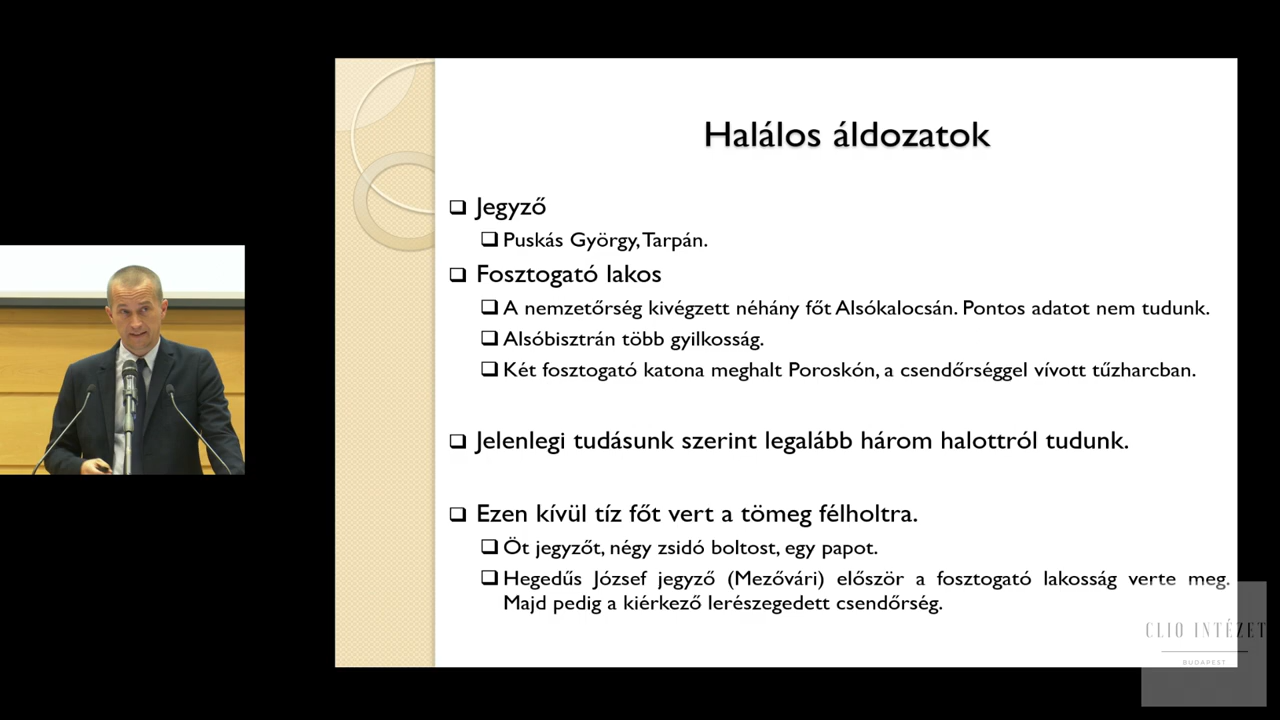 Halálos áldozatok
Jegyző
Puskás György, Tarpán.
Fosztogató lakos
A nemzetőrség kivégzett néhány főt Alsókalocsán. Pontos adatot nem tudunk.
Alsóbisztrán több gyilkosság.
Két fosztogató katona meghalt Poroskón, a csendőrséggel vívott tűzharcban.
Jelenlegi tudásunk szerint legalább három halottról tudunk.
Ezen kívül tíz főt vert a tömeg félholtra.
Öt jegyzőt, négy zsidó boltost, egy papot.
Hegedűs József jegyző (Mezővári) először a fosztogató lakosság verte meg.
Majd pedig a kiérkező lerészegedett csendőrség.
CLIO INTÉZET
BUDAPEST